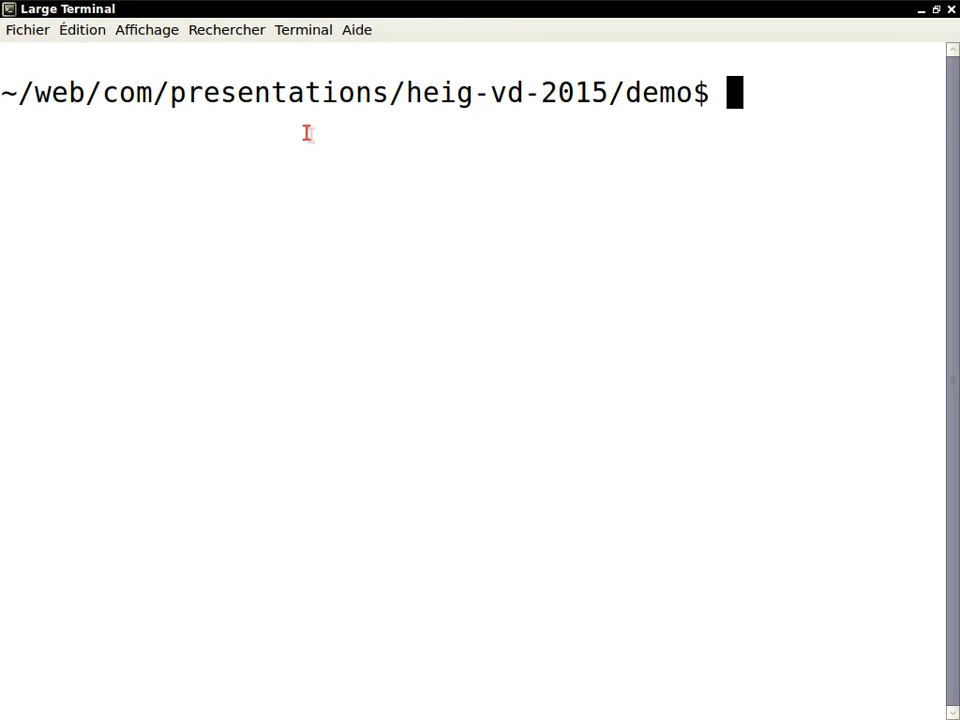 Large Terminal
Fichier Édition Affichage Rechercher Terminal Aide
~/web/com/presentations/heig-vd-2015/demo$